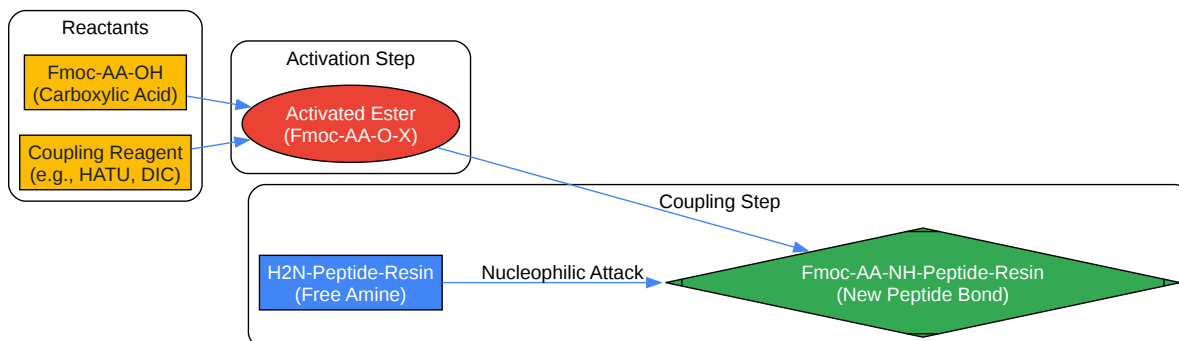 Reactants
Fmoc-AA-OH
(Carboxylic Acid)
Coupling Reagent
(e.g., HATU, DIC)
Activation Step
Activated Ester
(Fmoc-AA-O-X)
Coupling Step
H2N-Peptide-Resin
(Free Amine)
Nucleophilic Attack
Fmoc-AA-NH-Peptide-Resin
(New Peptide Bond)